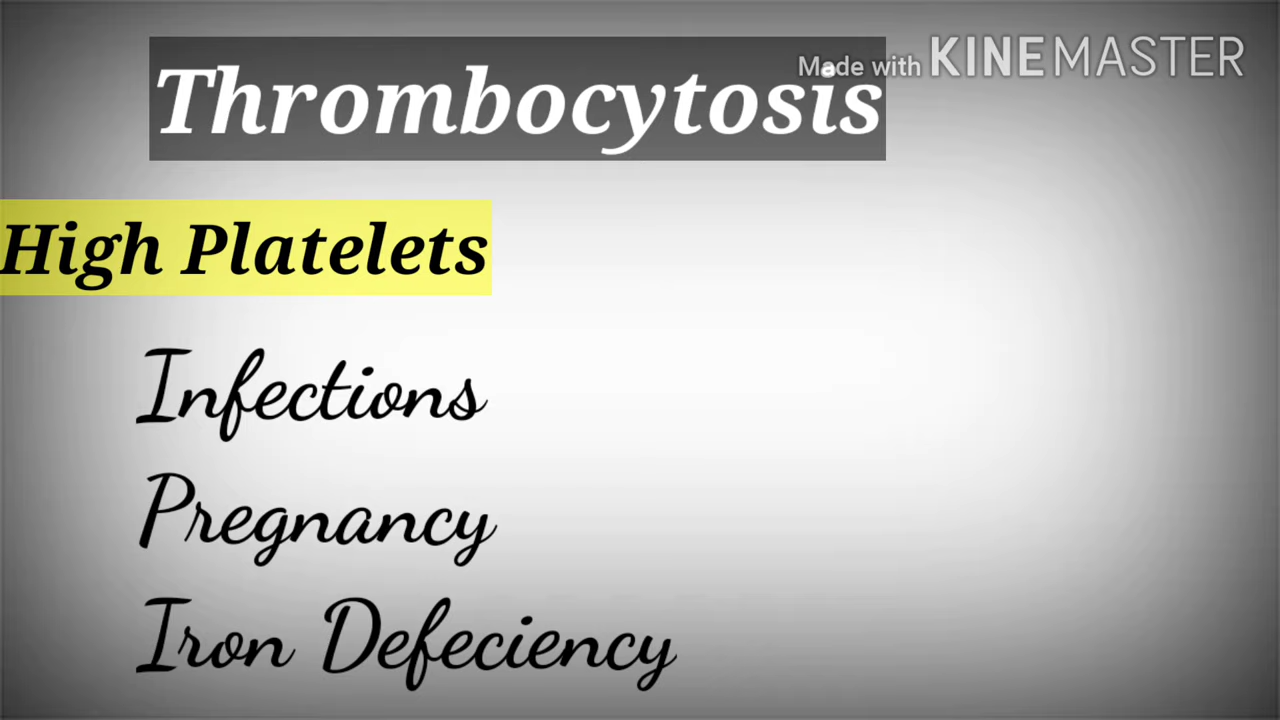 Made with KINEMASTER
Thrombocytosis
High Platelets
Infections
Pregnancy
Iron Defeciency